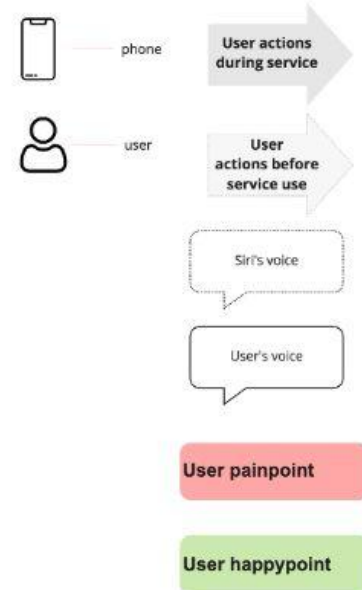 phone
User actions
during service
user
User
actions before
service use
Siri's voice
User's voice
User painpoint
User happypoint